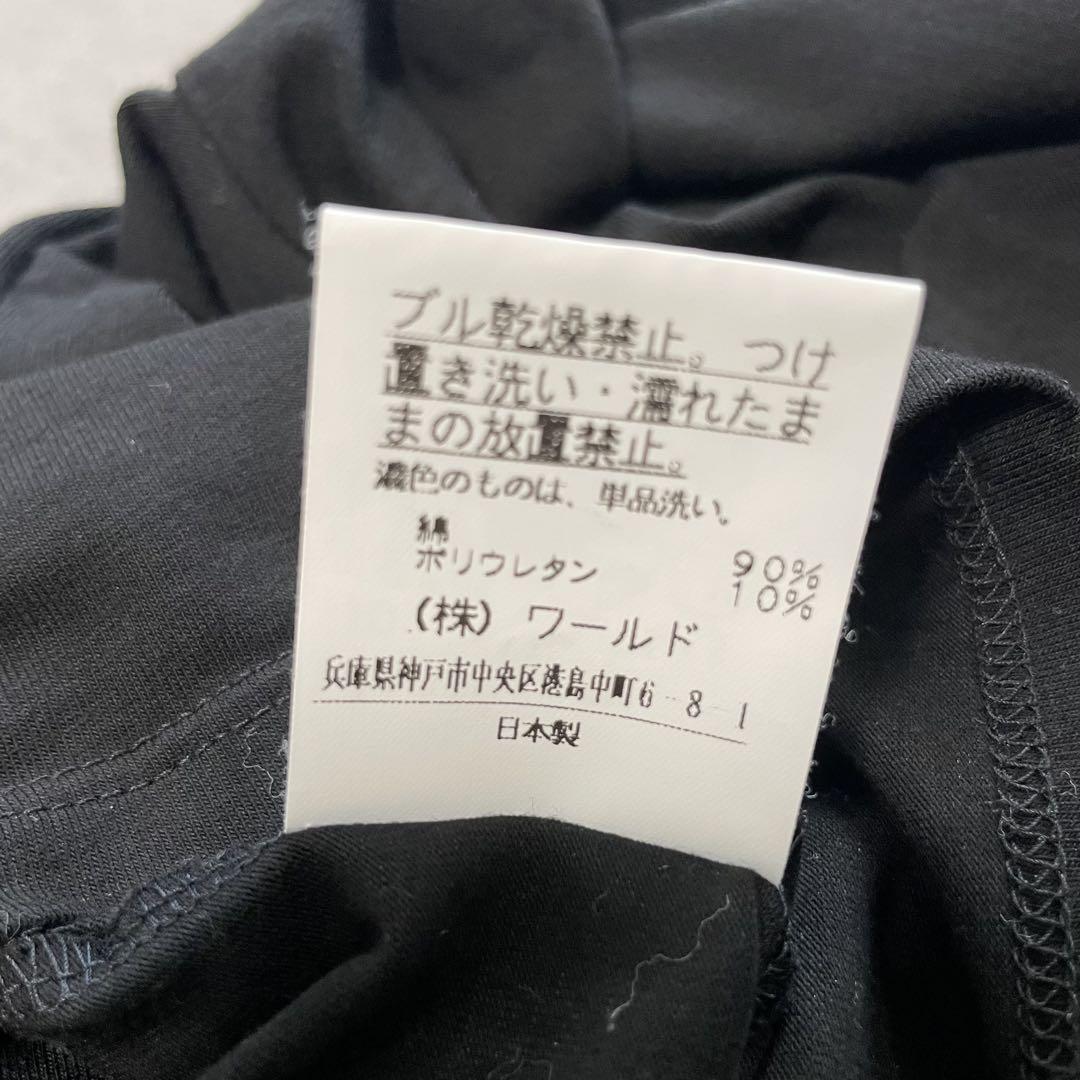 ブル乾燥禁止。つけ
置き洗い・濡れたま
まの放置禁止。
濃色のものは、単品洗い。
綿 90%
ポリウレタン 10%
(株) ワールド
兵庫県神戸市中央区港島中町6-8-1
日本製